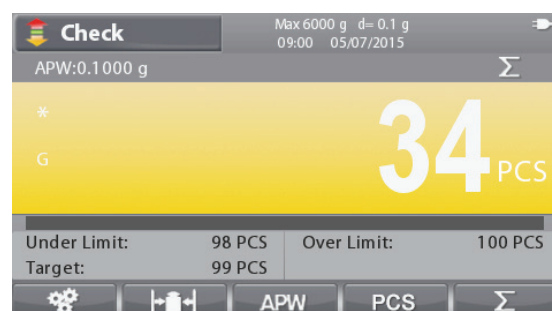 Check
Max 6000 g d= 0.1 g
09:00 05/07/2015
APW:0.1000 g Σ
*
G
34 PCS
Under Limit: 98 PCS Over Limit: 100 PCS
Target: 99 PCS
APW PCS Σ